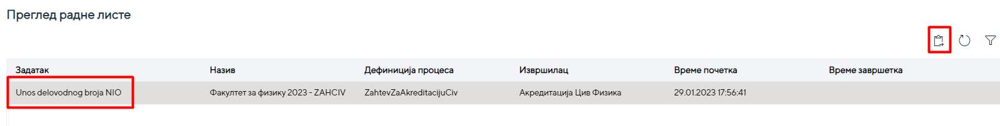 Преглед радне листе
Задатак Назив Дефиниција процеса Извршилац Време почетка Време завршетка
Unos delovodnog broja NIO Факултет за физику 2023 - ZAHCIV ZahtevZaAkreditacijuCiv Акредитација Цив Физика 29.01.2023 17:56:41